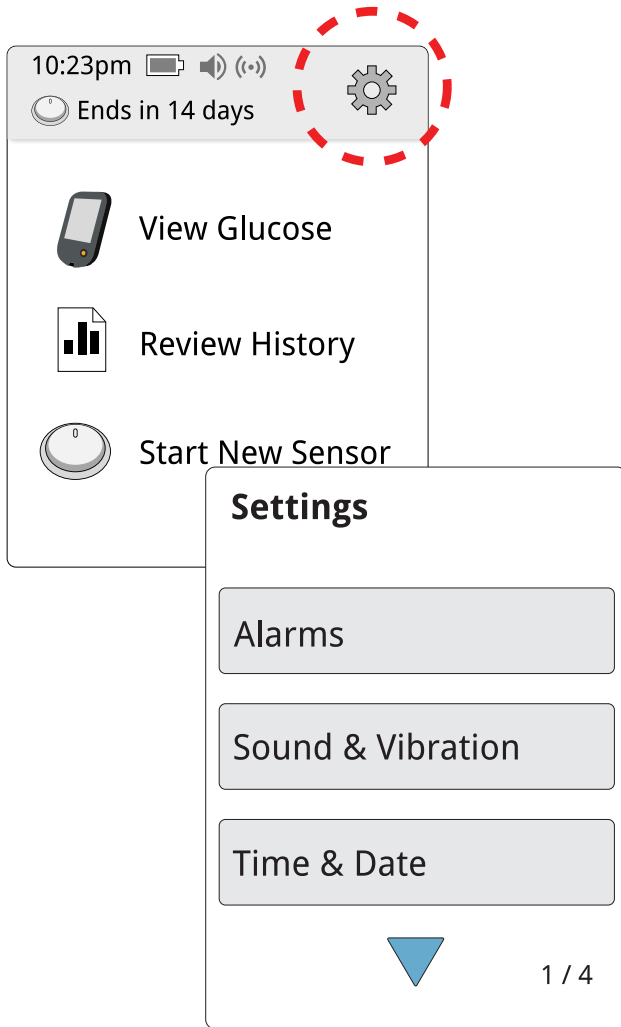 10:23pm
Ends in 14 days
View Glucose
Review History
Start New Sensor
Settings
Alarms
Sound & Vibration
Time & Date
1 / 4